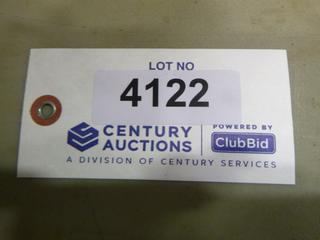 LOT NO
4122
CENTURY AUCTIONS
POWERED BY
ClubBid
A DIVISION OF CENTURY SERVICES